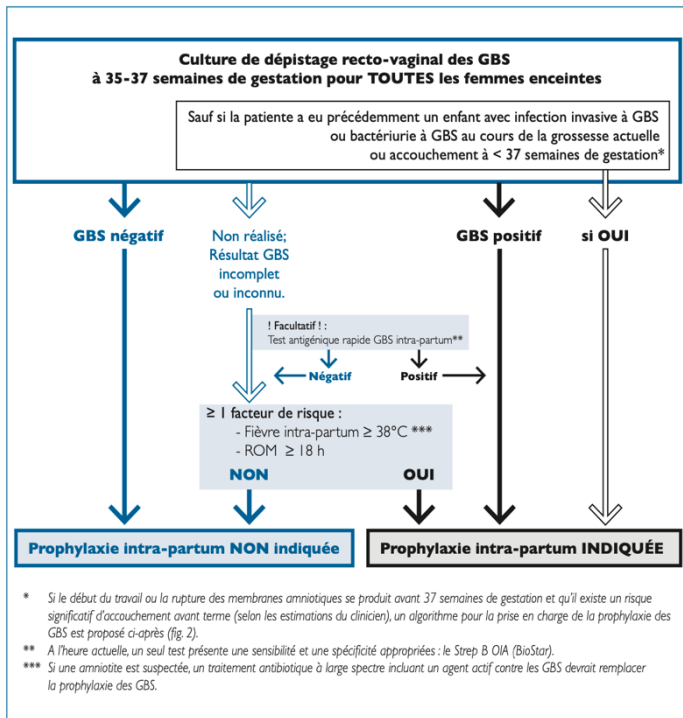 Culture de dépistage recto-vaginal des GBS
à 35-37 semaines de gestation pour TOUTES les femmes enceintes
Sauf si la patiente a eu précédemment un enfant avec infection invasive à GBS
ou bactériurie à GBS au cours de la grossesse actuelle
ou accouchement à < 37 semaines de gestation*
GBS négatif
Non réalisé;
Résultat GBS
incomplet
ou inconnu.
GBS positif
si OUI
! Facultatif ! :
Test antigénique rapide GBS intra-partum**
Négatif
Positif
≥ 1 facteur de risque :
- Fièvre intra-partum ≥ 38°C ***
- ROM ≥ 18 h
NON
OUI
Prophylaxie intra-partum NON indiquée
Prophylaxie intra-partum INDIQUÉE
* Si le début du travail ou la rupture des membranes amniotiques se produit avant 37 semaines de gestation et qu'il existe un risque
significatif d'accouchement avant terme (selon les estimations du clinicien), un algorithme pour la prise en charge de la prophylaxie des
GBS est proposé ci-après (fig. 2).
** A l'heure actuelle, un seul test présente une sensibilité et une spécificité appropriées : le Strep B OIA (BioStar).
*** Si une amniotite est suspectée, un traitement antibiotique à large spectre incluant un agent actif contre les GBS devrait remplacer
la prophylaxie des GBS.